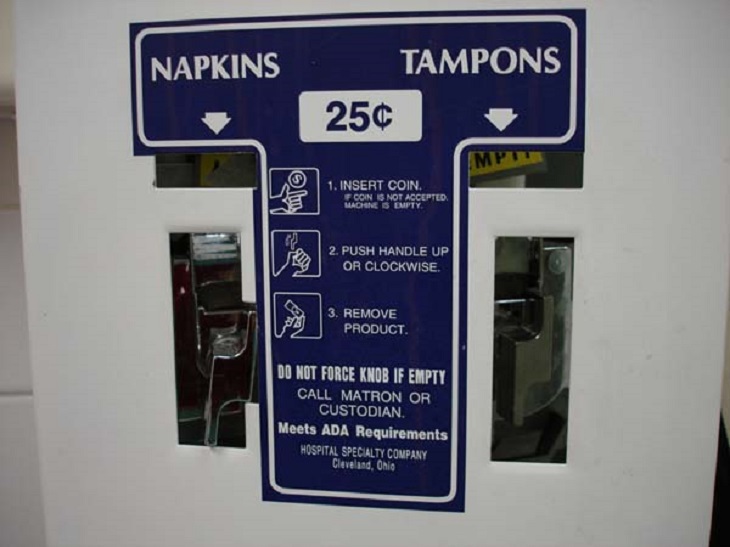 NAPKINS TAMPONS
25¢
1. INSERT COIN.
IF COIN IS NOT ACCEPTED.
MACHINE IS EMPTY.
2. PUSH HANDLE UP
OR CLOCKWISE.
3. REMOVE
PRODUCT.
DO NOT FORCE KNOB IF EMPTY
CALL MATRON OR
CUSTODIAN.
Meets ADA Requirements
HOSPITAL SPECIALTY COMPANY
Cleveland, Ohio